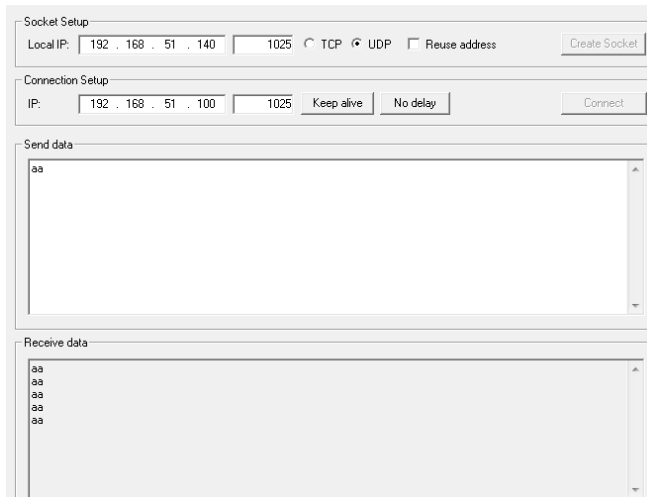 Socket Setup
Local IP: 192 . 168 . 51 . 140 1025 TCP UDP Reuse address Create Socket
Connection Setup
IP: 192 . 168 . 51 . 100 1025 Keep alive No delay Connect
Send data
aa
Receive data
aa
aa
aa
aa
aa